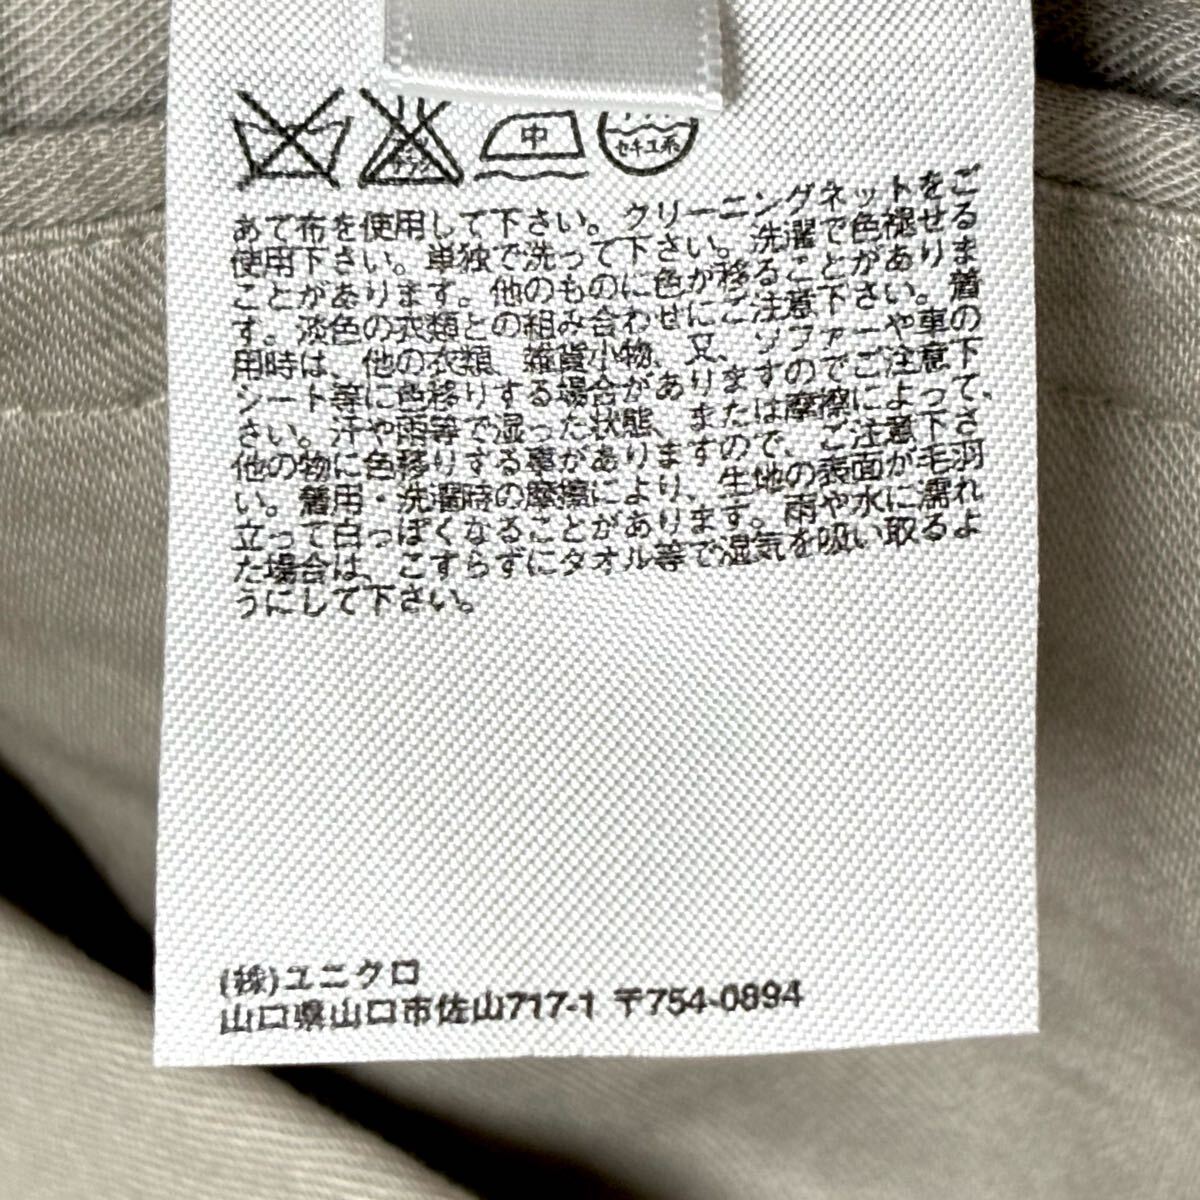 中
セキユ系
あて布を使用して下さい。クリーニングネットをご
使用下さい。単独で洗って下さい。洗濯で色褪せる
ことがあります。他のものに色が移ることがありま
す。淡色の衣類との組み合わせにご注意下さい。着
用時は、他の衣類、雑貨小物、又、ソファーや車の
シート等に色移りする場合があります。ご注意下
さい。汗や雨等で湿った状態、または摩擦によって、
他の物に色移りする事がありますので、ご注意下さ
い。着用・洗濯時の摩擦により、生地の表面が毛羽
立って白っぽくなることがあります。雨や水に濡れ
た場合は、こすらずにタオル等で湿気を吸い取るよ
うにして下さい。
(株)ユニクロ
山口県山口市佐山717-1 〒754-0894